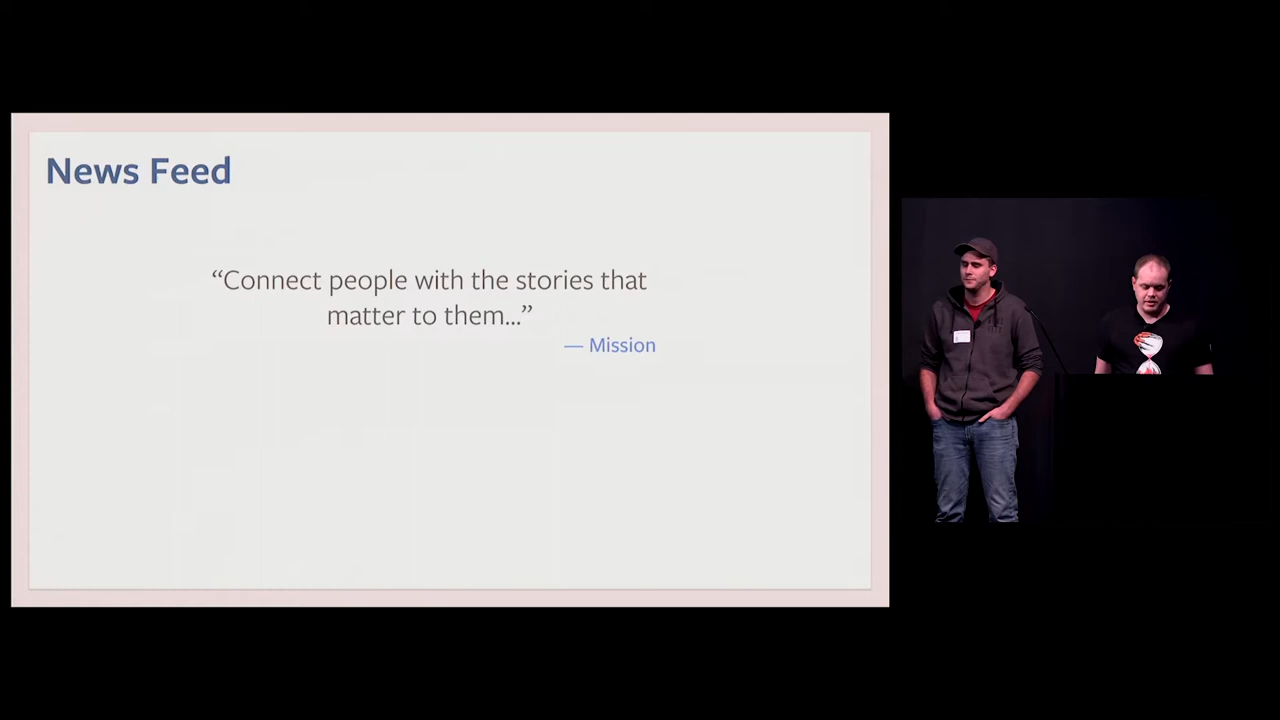 News Feed
“Connect people with the stories that
matter to them...”
— Mission